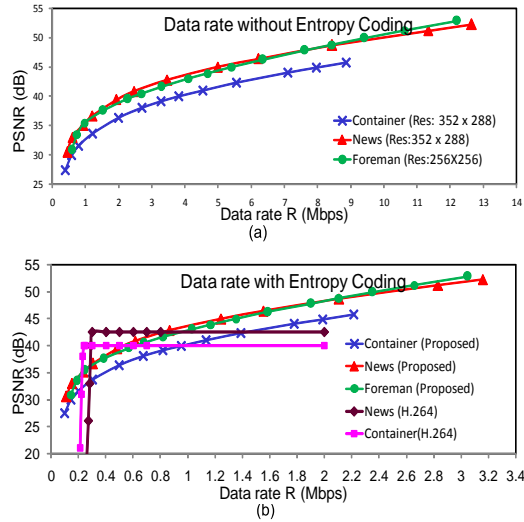 Data rate without Entropy Coding
PSNR (dB)
55
50
45
40
35
30
25
Container (Res: 352 x 288)
News (Res:352 x 288)
Foreman (Res:256X256)
0 1 2 3 4 5 6 7 8 9 10 11 12 13 14
Data rate R (Mbps)
(a)
Data rate with Entropy Coding
PSNR (dB)
55
50
45
40
35
30
25
20
Container (Proposed)
News (Proposed)
Foreman (Proposed)
News (H.264)
Container(H.264)
0 0.2 0.4 0.6 0.8 1 1.2 1.4 1.6 1.8 2 2.2 2.4 2.6 2.8 3 3.2 3.4
Data rate R (Mbps)
(b)